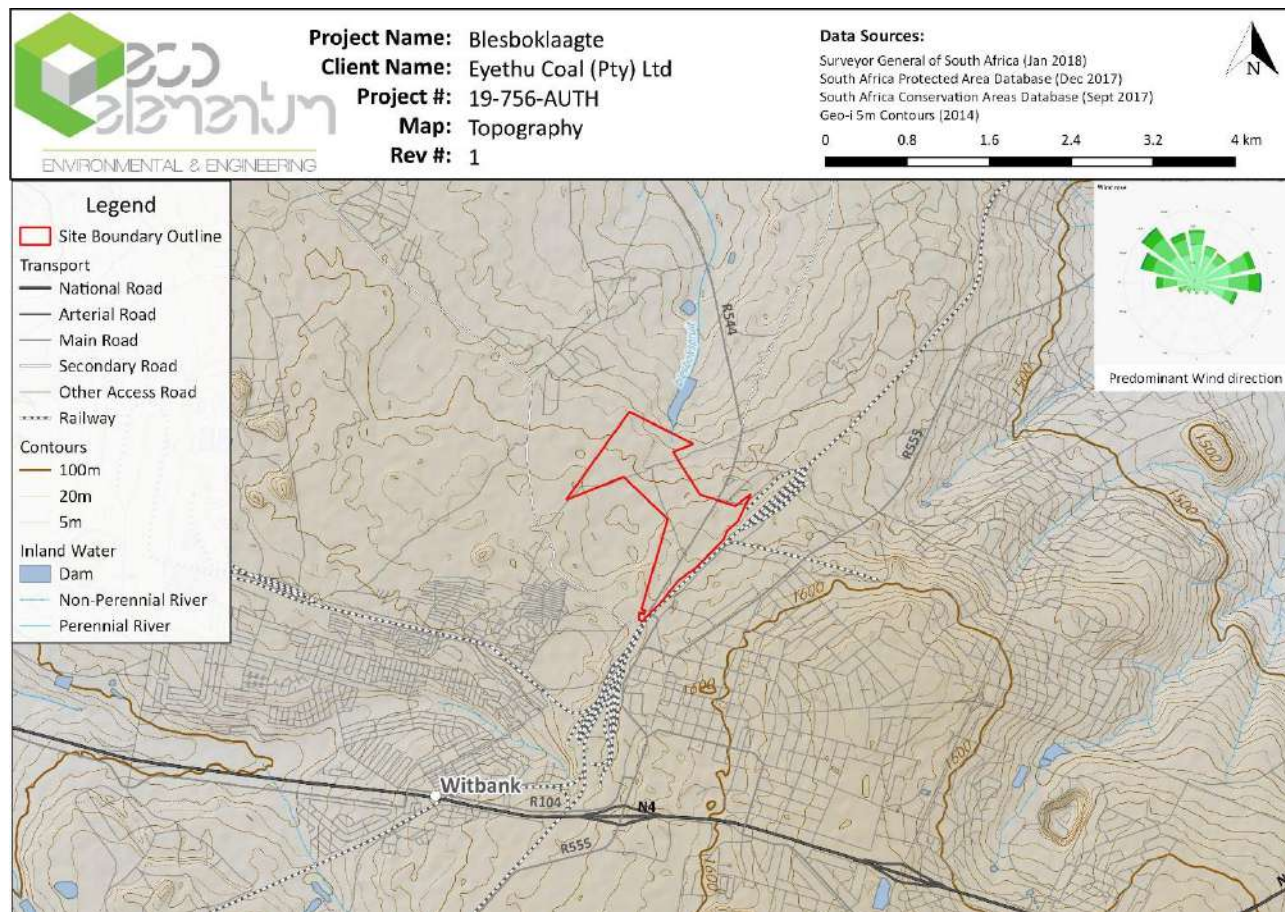 eco
elementum
ENVIRONMENTAL & ENGINEERING
Project Name: Blesboklaagte
Client Name: Eyethu Coal (Pty) Ltd
Project #: 19-756-AUTH
Map: Topography
Rev #: 1
Data Sources:
Surveyor General of South Africa (Jan 2018)
South Africa Protected Area Database (Dec 2017)
South Africa Conservation Areas Database (Sept 2017)
Geo-i 5m Contours (2014)
N
0 0.8 1.6 2.4 3.2 4 km
Legend
Site Boundary Outline
Transport
National Road
Arterial Road
Main Road
Secondary Road
Other Access Road
Railway
Contours
100m
20m
5m
Inland Water
Dam
Non-Perennial River
Perennial River
Wind rose
Predominant Wind direction
R544
1500
R555
1500
1500
1600
1600
1600
Witbank
R104
N4
R555
1600
N